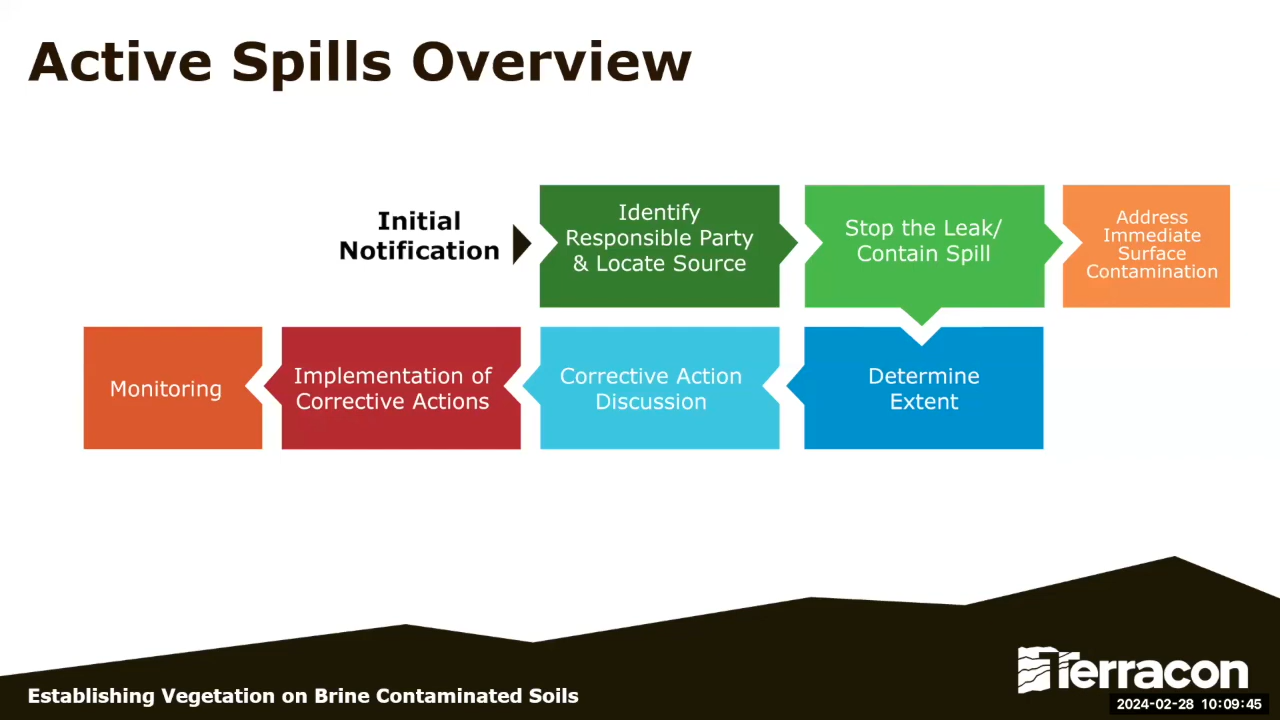 Active Spills Overview
Initial
Notification
Identify
Responsible Party
& Locate Source
Stop the Leak/
Contain Spill
Address
Immediate
Surface
Contamination
Determine
Extent
Corrective Action
Discussion
Implementation of
Corrective Actions
Monitoring
Establishing Vegetation on Brine Contaminated Soils
Terracon
2024-02-28 10:09:45